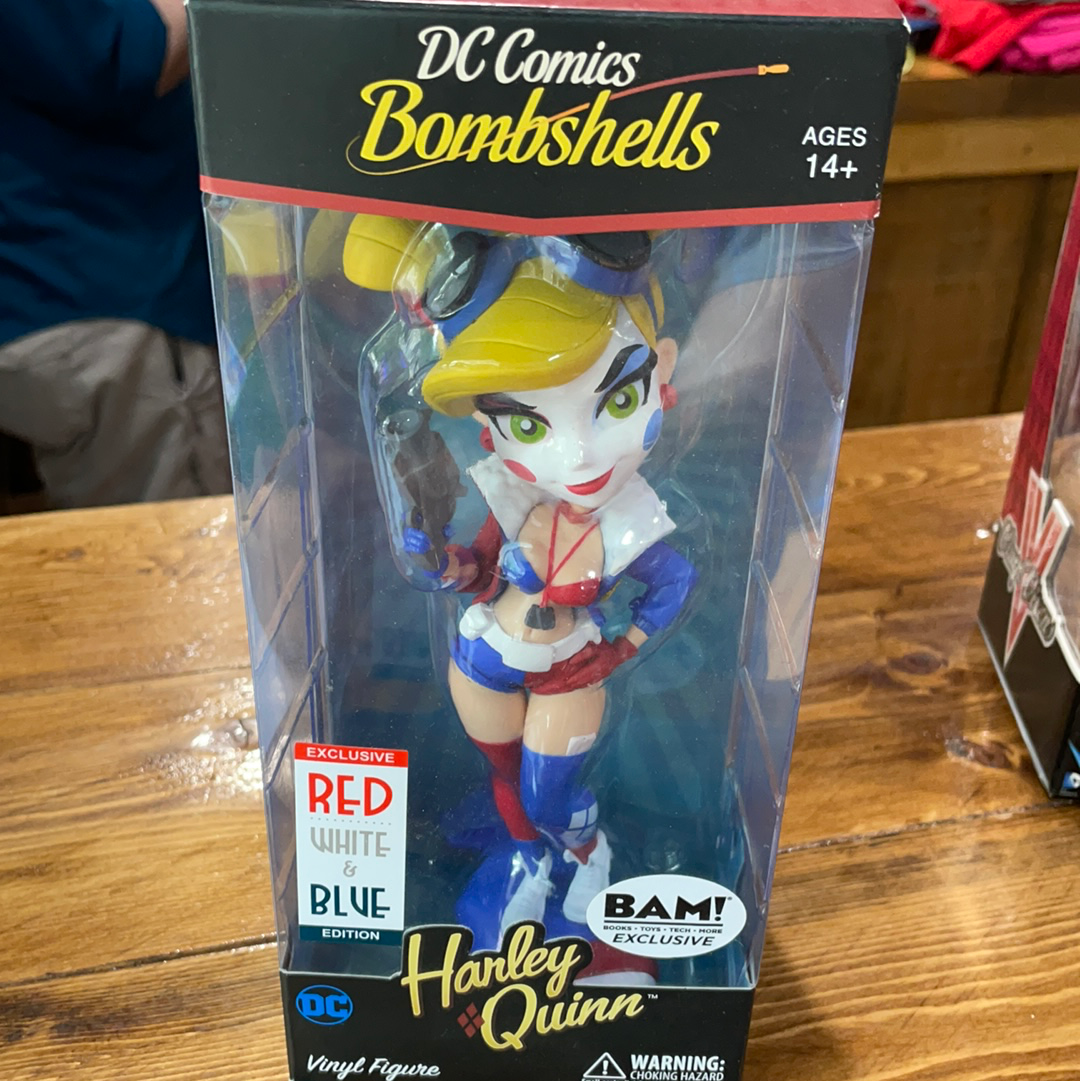 DC Comics
Bombshells
AGES
14+
EXCLUSIVE
RED
WHITE
&
BLUE
EDITION
BAM!
BOOKS • TOYS • TECH • MORE
EXCLUSIVE
Harley
Quinn™
DC
Vinyl Figure
WARNING:
CHOKING HAZARD